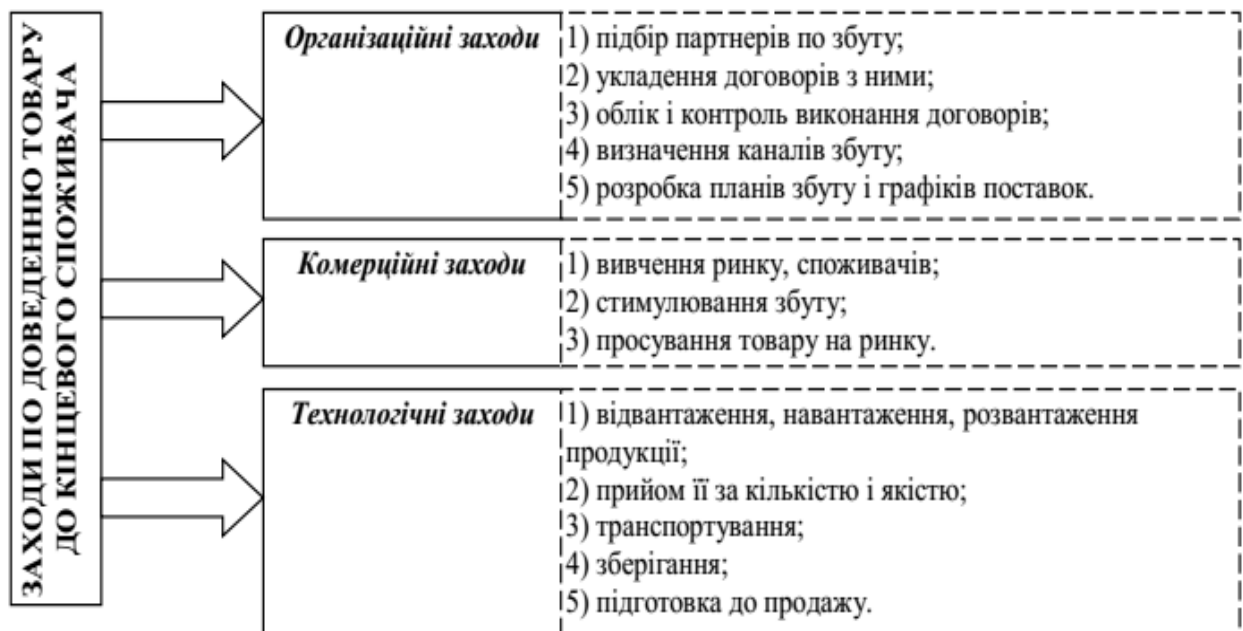 ЗАХОДИ ПО ДОВЕДЕННЮ ТОВАРУ
ДО КІНЦЕВОГО СПОЖИВАЧА
Організаційні заходи
1) підбір партнерів по збуту;
2) укладення договорів з ними;
3) облік і контроль виконання договорів;
4) визначення каналів збуту;
5) розробка планів збуту і графіків поставок.
Комерційні заходи
1) вивчення ринку, споживачів;
2) стимулювання збуту;
3) просування товару на ринку.
Технологічні заходи
1) відвантаження, навантаження, розвантаження
продукції;
2) прийом її за кількістю і якістю;
3) транспортування;
4) зберігання;
5) підготовка до продажу.